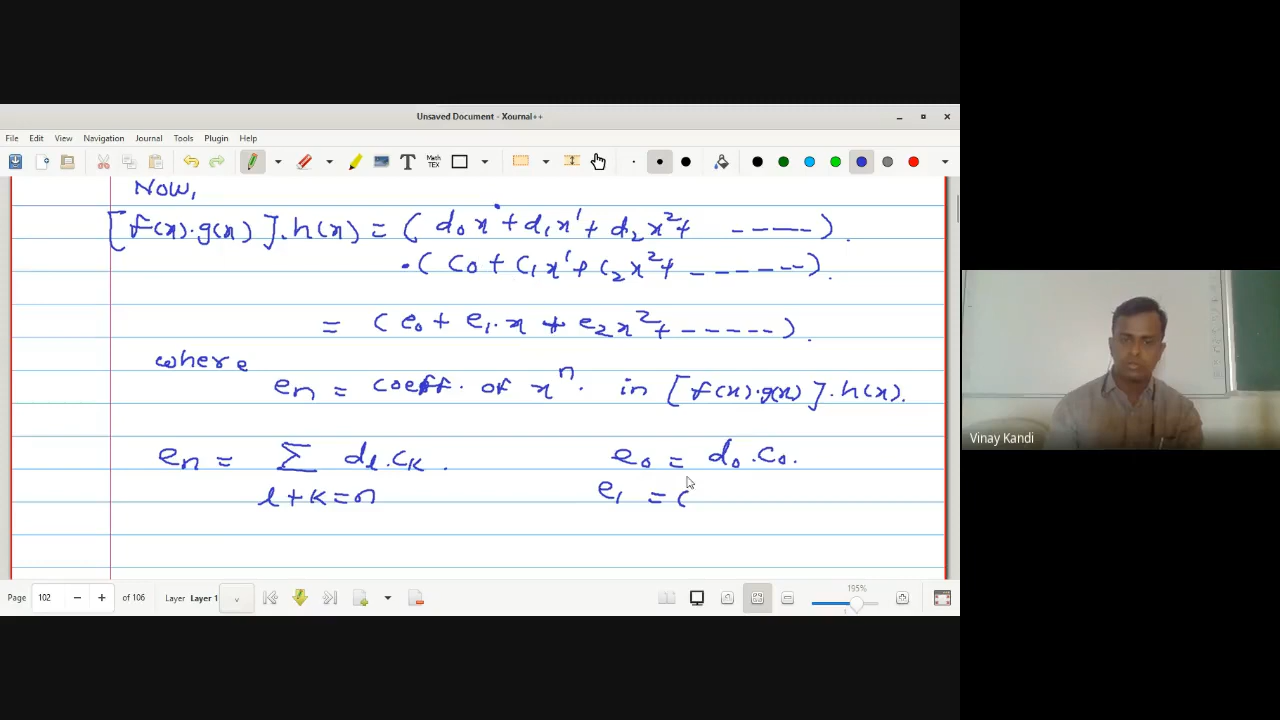 Unsaved Document - Xournal++
File Edit View Navigation Journal Tools Plugin Help
Now,
[f(x)·g(x)]·h(x) = ( d₀x⁰ + d₁x¹ + d₂x² + ----- ).
·( c₀ + c₁x¹ + c₂x² + ------ ).
= ( e₀ + e₁·x + e₂x² + ----- ).
where
eₙ = coeff. of xⁿ. in [f(x)·g(x)]·h(x).
eₙ = Σ dₗ·cₖ. e₀ = d₀·c₀.
l+k=n e₁ = (
Vinay Kandi
Page 102 of 106 Layer Layer 1 195%